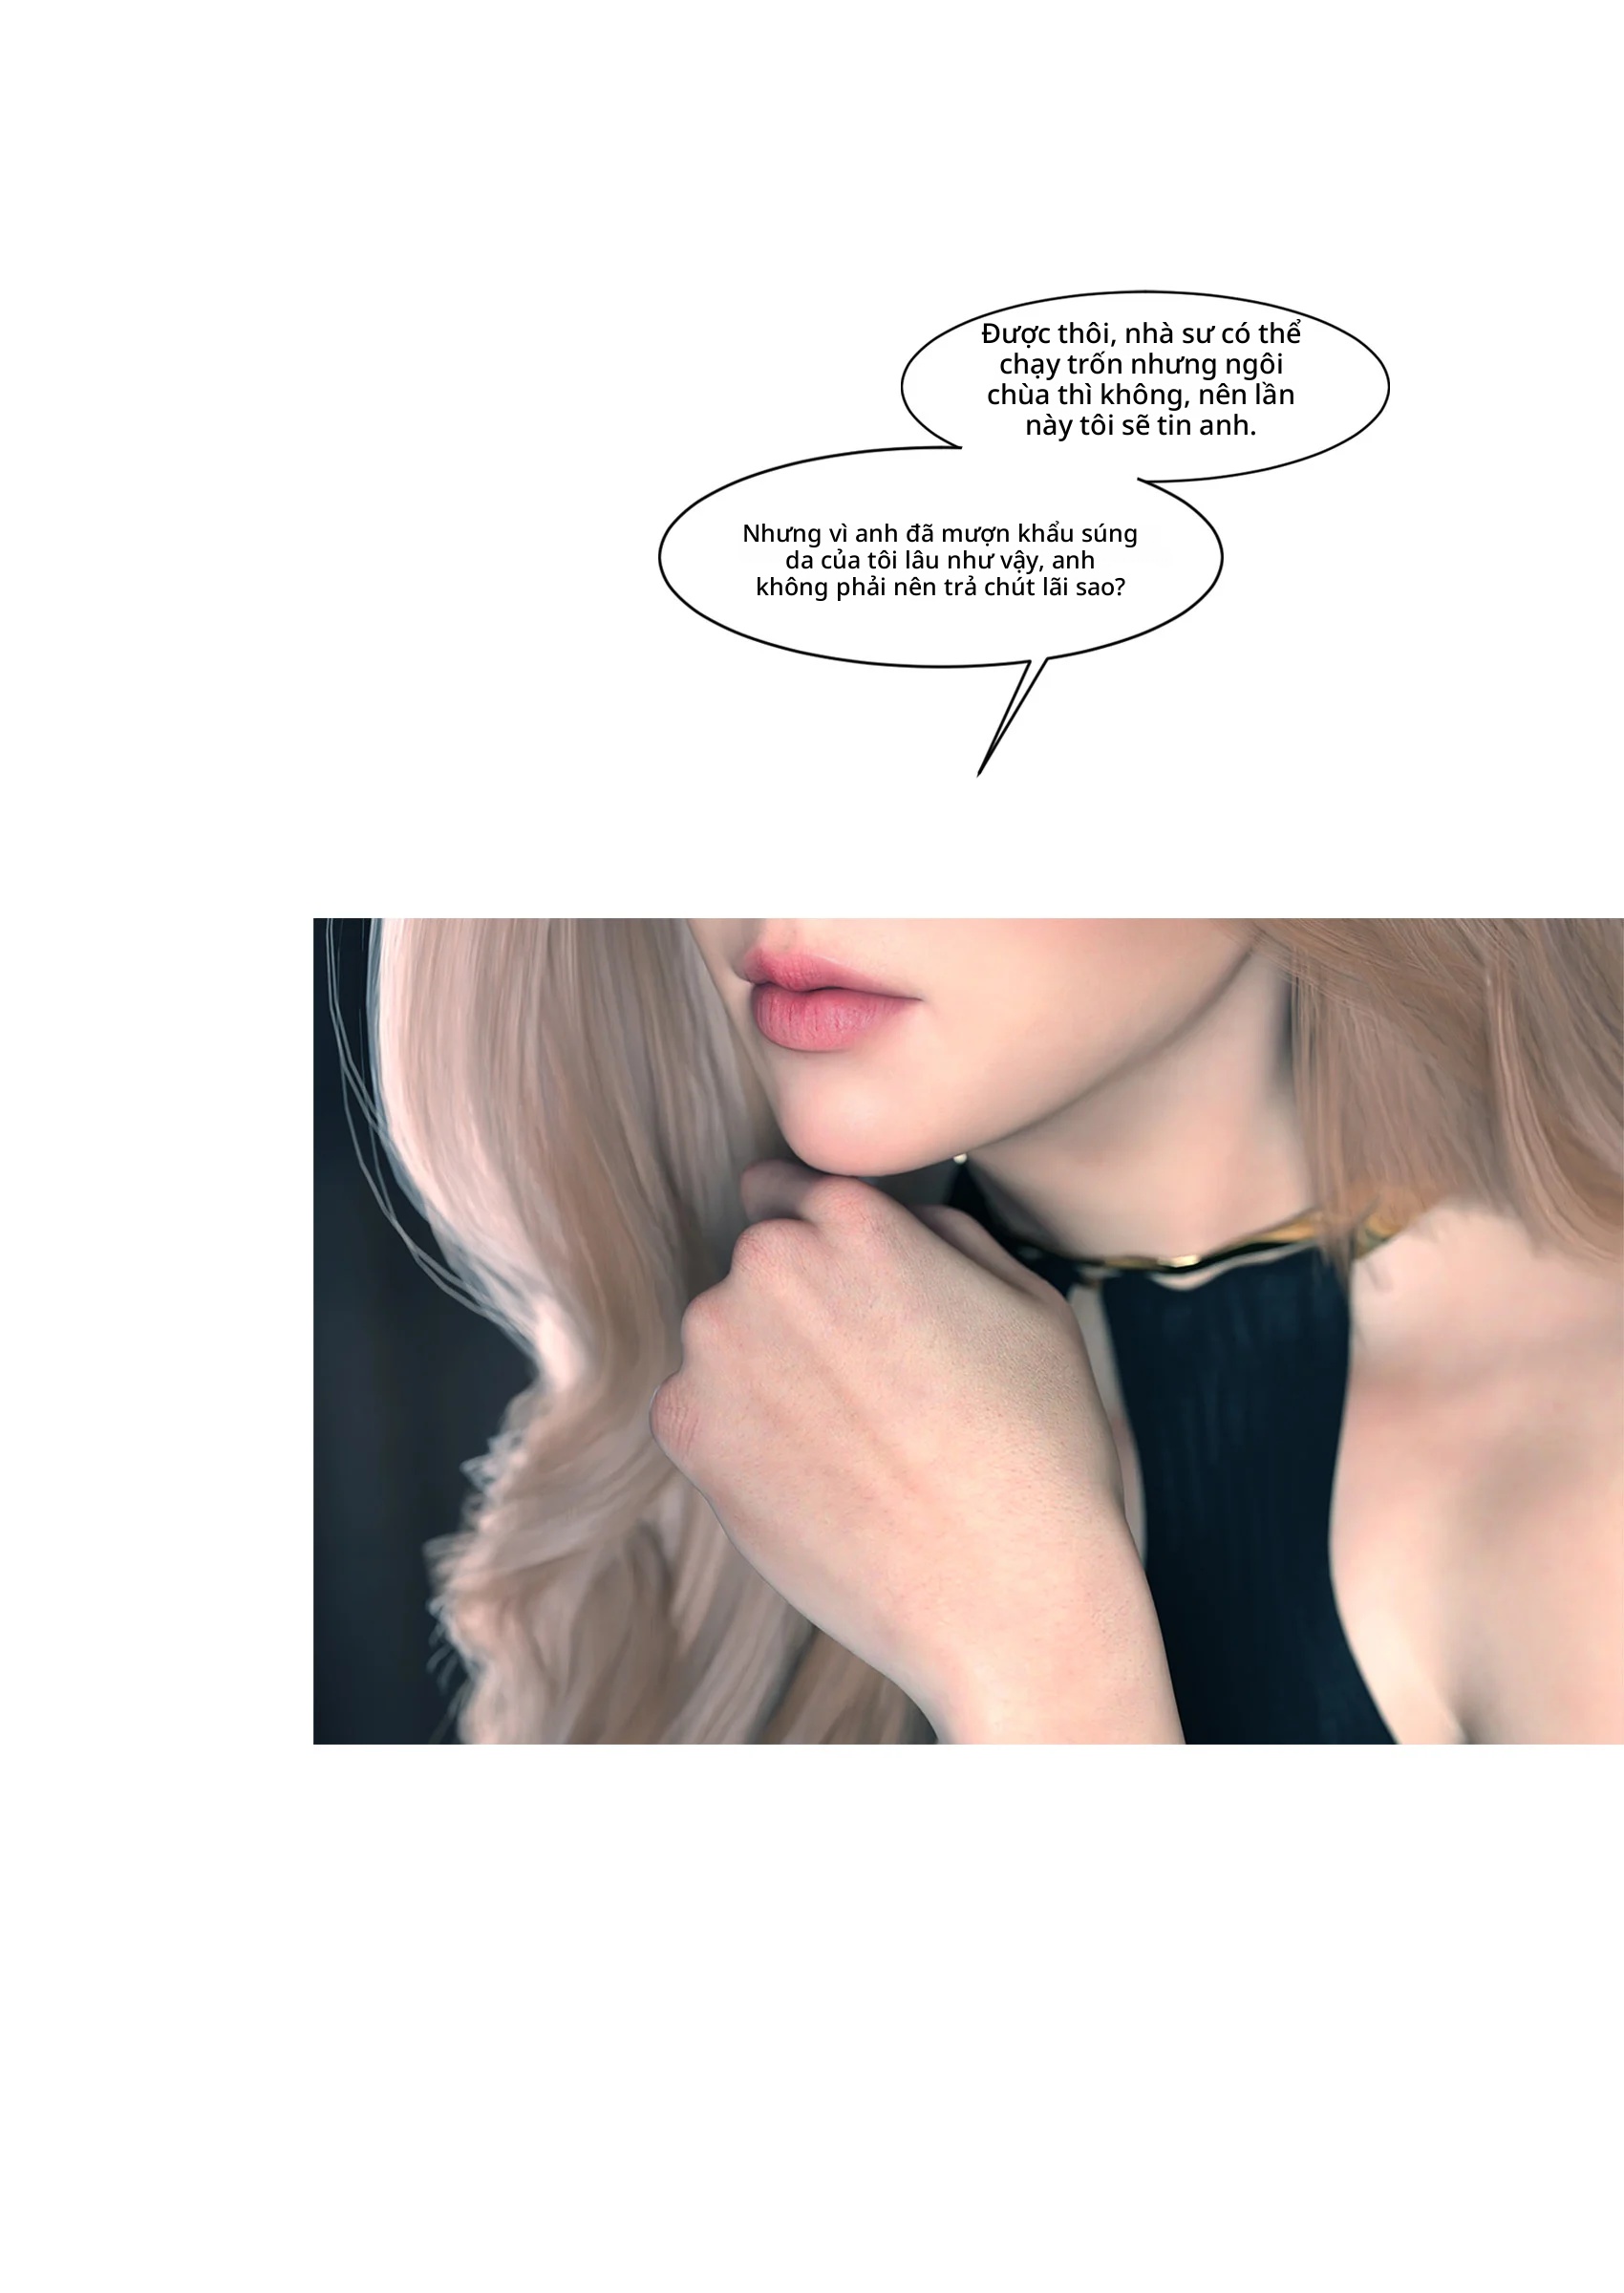 Được thôi, nhà sư có thể
chạy trốn nhưng ngôi
chùa thì không, nên lần
này tôi sẽ tin anh.
Nhưng vì anh đã mượn khẩu súng
da của tôi lâu như vậy, anh
không phải nên trả chút lãi sao?